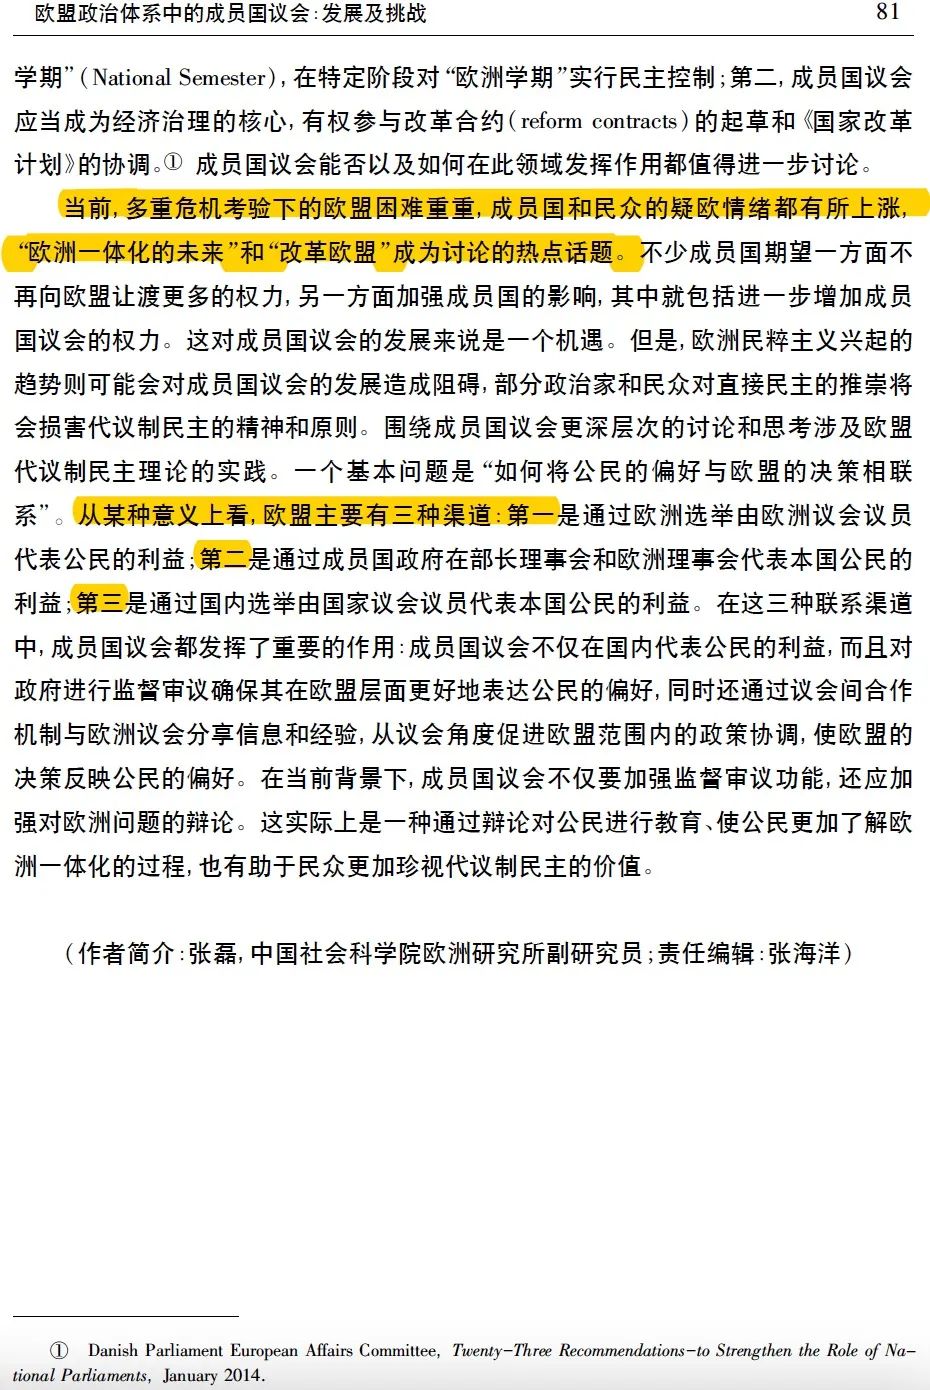 欧盟政治体系中的成员国议会:发展及挑战 81
学期”(National Semester),在特定阶段对“欧洲学期”实行民主控制;第二,成员国议会
应当成为经济治理的核心,有权参与改革合约(reform contracts)的起草和《国家改革
计划》的协调。① 成员国议会能否以及如何在此领域发挥作用都值得进一步讨论。
当前,多重危机考验下的欧盟困难重重,成员国和民众的疑欧情绪都有所上涨,
“欧洲一体化的未来”和“改革欧盟”成为讨论的热点话题。不少成员国期望一方面不
再向欧盟让渡更多的权力,另一方面加强成员国的影响,其中就包括进一步增加成员
国议会的权力。这对成员国议会的发展来说是一个机遇。但是,欧洲民粹主义兴起的
趋势则可能会对成员国议会的发展造成阻碍,部分政治家和民众对直接民主的推崇将
会损害代议制民主的精神和原则。围绕成员国议会更深层次的讨论和思考涉及欧盟
代议制民主理论的实践。一个基本问题是“如何将公民的偏好与欧盟的决策相联
系”。从某种意义上看,欧盟主要有三种渠道:第一是通过欧洲选举由欧洲议会议员
代表公民的利益;第二是通过成员国政府在部长理事会和欧洲理事会代表本国公民的
利益;第三是通过国内选举由国家议会议员代表本国公民的利益。在这三种联系渠道
中,成员国议会都发挥了重要的作用:成员国议会不仅在国内代表公民的利益,而且对
政府进行监督审议确保其在欧盟层面更好地表达公民的偏好,同时还通过议会间合作
机制与欧洲议会分享信息和经验,从议会角度促进欧盟范围内的政策协调,使欧盟的
决策反映公民的偏好。在当前背景下,成员国议会不仅要加强监督审议功能,还应加
强对欧洲问题的辩论。这实际上是一种通过辩论对公民进行教育、使公民更加了解欧
洲一体化的过程,也有助于民众更加珍视代议制民主的价值。
(作者简介:张磊,中国社会科学院欧洲研究所副研究员;责任编辑:张海洋)
① Danish Parliament European Affairs Committee, Twenty-Three Recommendations-to Strengthen the Role of Na-
tional Parliaments, January 2014.